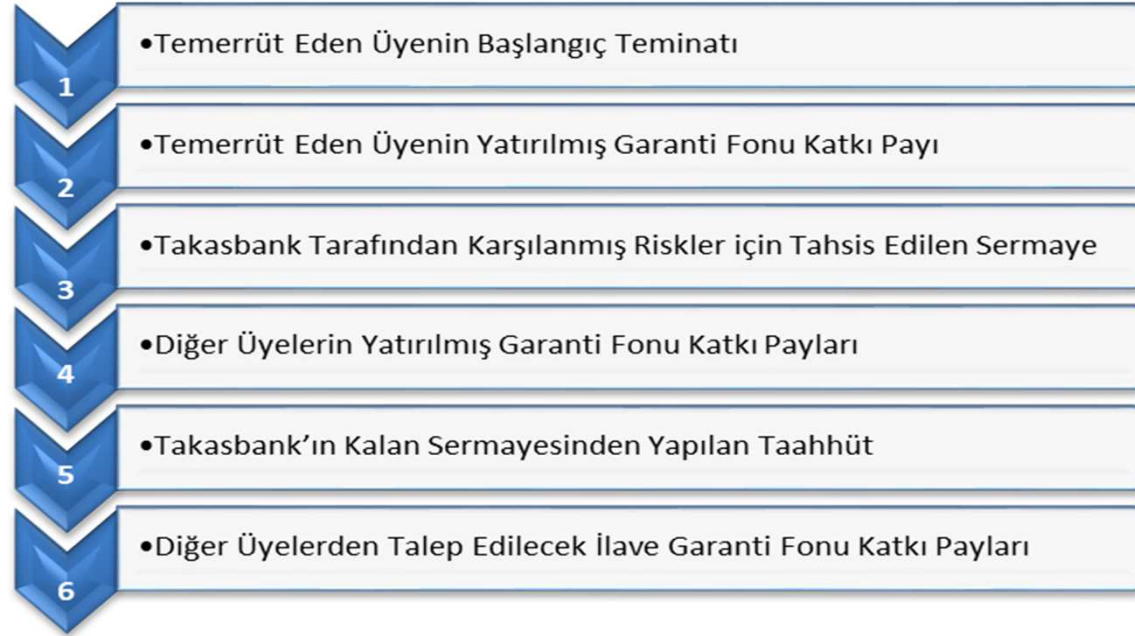 1
•Temerrüt Eden Üyenin Başlangıç Teminatı
2
•Temerrüt Eden Üyenin Yatırılmış Garanti Fonu Katkı Payı
3
•Takasbank Tarafından Karşılanmış Riskler için Tahsis Edilen Sermaye
4
•Diğer Üyelerin Yatırılmış Garanti Fonu Katkı Payları
5
•Takasbank’ın Kalan Sermayesinden Yapılan Taahhüt
6
•Diğer Üyelerden Talep Edilecek İlave Garanti Fonu Katkı Payları